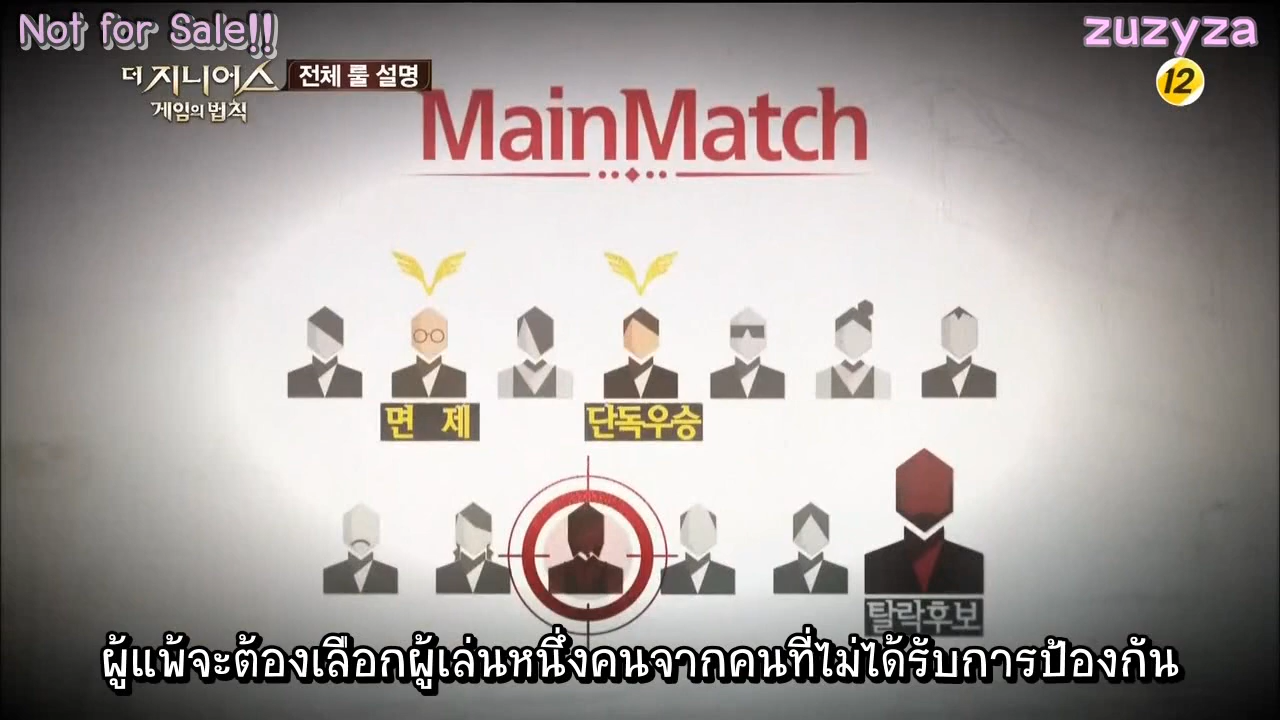 Not for Sale!!
zuzyza
더 지니어스
게임의 법칙
전체 룰 설명
12
MainMatch
면 제
단독우승
탈락후보
ผู้แพ้จะต้องเลือกผู้เล่นหนึ่งคนจากคนที่ไม่ได้รับการป้องกัน